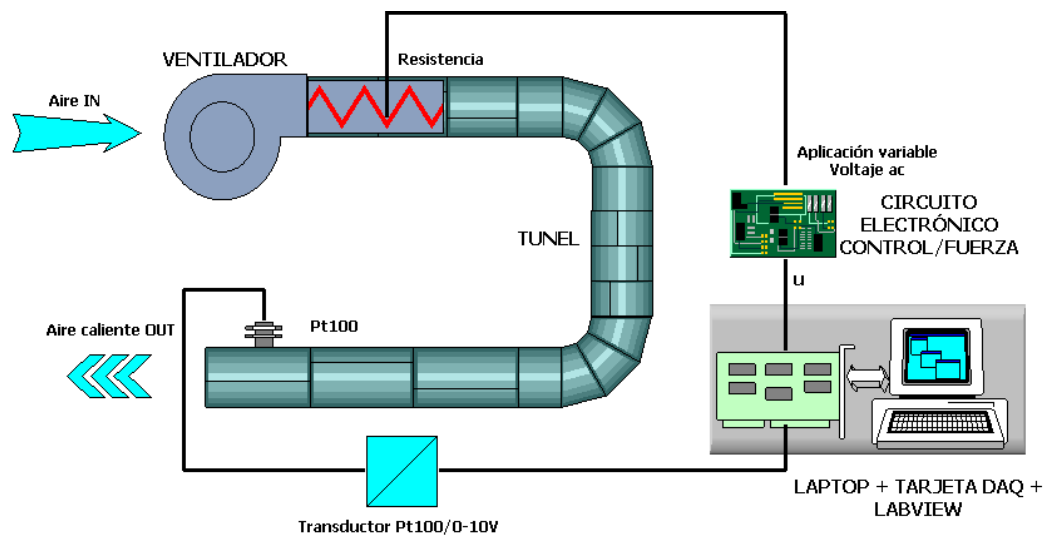 VENTILADOR
Resistencia
Aire IN
Aplicación variable
Voltaje ac
CIRCUITO
ELECTRÓNICO
CONTROL/FUERZA
TUNEL
u
Pt100
Aire caliente OUT
LAPTOP + TARJETA DAQ +
LABVIEW
Transductor Pt100/0-10V